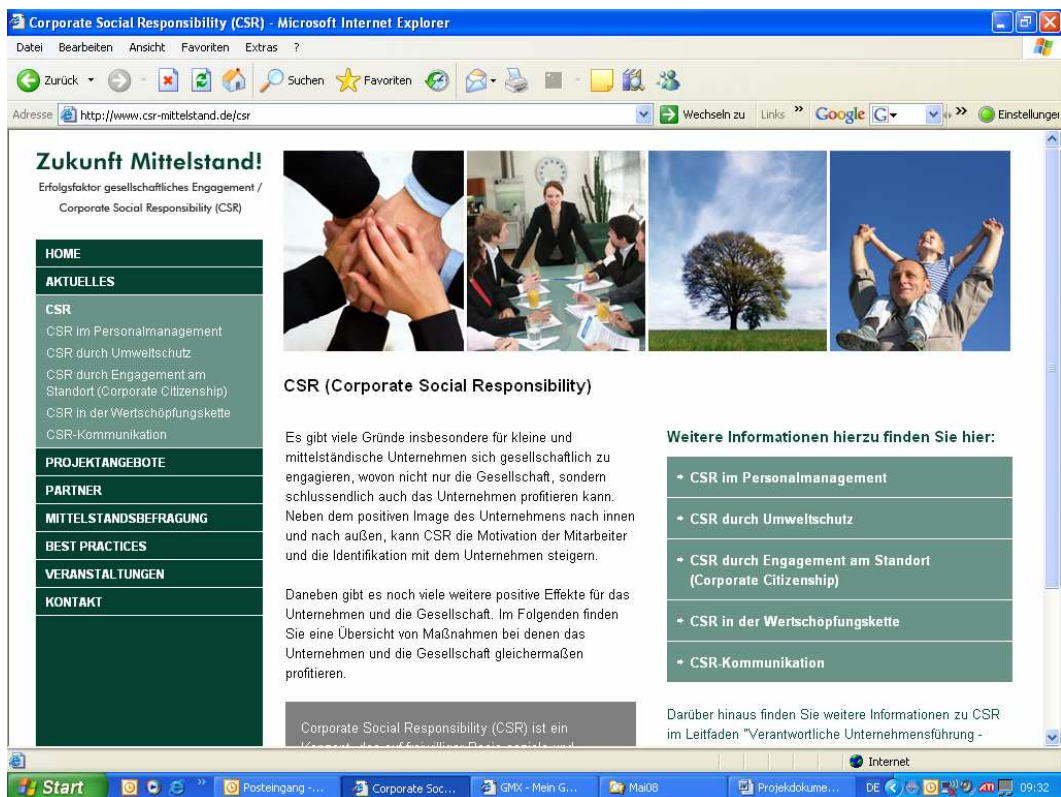 Corporate Social Responsibility (CSR) - Microsoft Internet Explorer
Datei Bearbeiten Ansicht Favoriten Extras ?
Zurück Suchen Favoriten
Adresse http://www.csr-mittelstand.de/csr Wechseln zu Links » Google G » Einstellungen
Zukunft Mittelstand!
Erfolgsfaktor gesellschaftliches Engagement /
Corporate Social Responsibility (CSR)
HOME
AKTUELLES
CSR
CSR im Personalmanagement
CSR durch Umweltschutz
CSR durch Engagement am
Standort (Corporate Citizenship)
CSR in der Wertschöpfungskette
CSR-Kommunikation
PROJEKTANGEBOTE
PARTNER
MITTELSTANDSBEFRAGUNG
BEST PRACTICES
VERANSTALTUNGEN
KONTAKT
CSR (Corporate Social Responsibility)
Es gibt viele Gründe insbesondere für kleine und
mittelständische Unternehmen sich gesellschaftlich zu
engagieren, wovon nicht nur die Gesellschaft, sondern
schlussendlich auch das Unternehmen profitieren kann.
Neben dem positiven Image des Unternehmens nach innen
und nach außen, kann CSR die Motivation der Mitarbeiter
und die Identifikation mit dem Unternehmen steigern.
Daneben gibt es noch viele weitere positive Effekte für das
Unternehmen und die Gesellschaft. Im Folgenden finden
Sie eine Übersicht von Maßnahmen bei denen das
Unternehmen und die Gesellschaft gleichermaßen
profitieren.
Corporate Social Responsibility (CSR) ist ein
Konzept, das auf freiwilliger Basis soziale und
Weitere Informationen hierzu finden Sie hier:
CSR im Personalmanagement
CSR durch Umweltschutz
CSR durch Engagement am Standort
(Corporate Citizenship)
CSR in der Wertschöpfungskette
CSR-Kommunikation
Darüber hinaus finden Sie weitere Informationen zu CSR
im Leitfaden "Verantwortliche Unternehmensführung -
Internet
Start » Posteingang -... Corporate Soc... GMX - Mein G... Mai08 Projektdokume... DE ATI 09:32